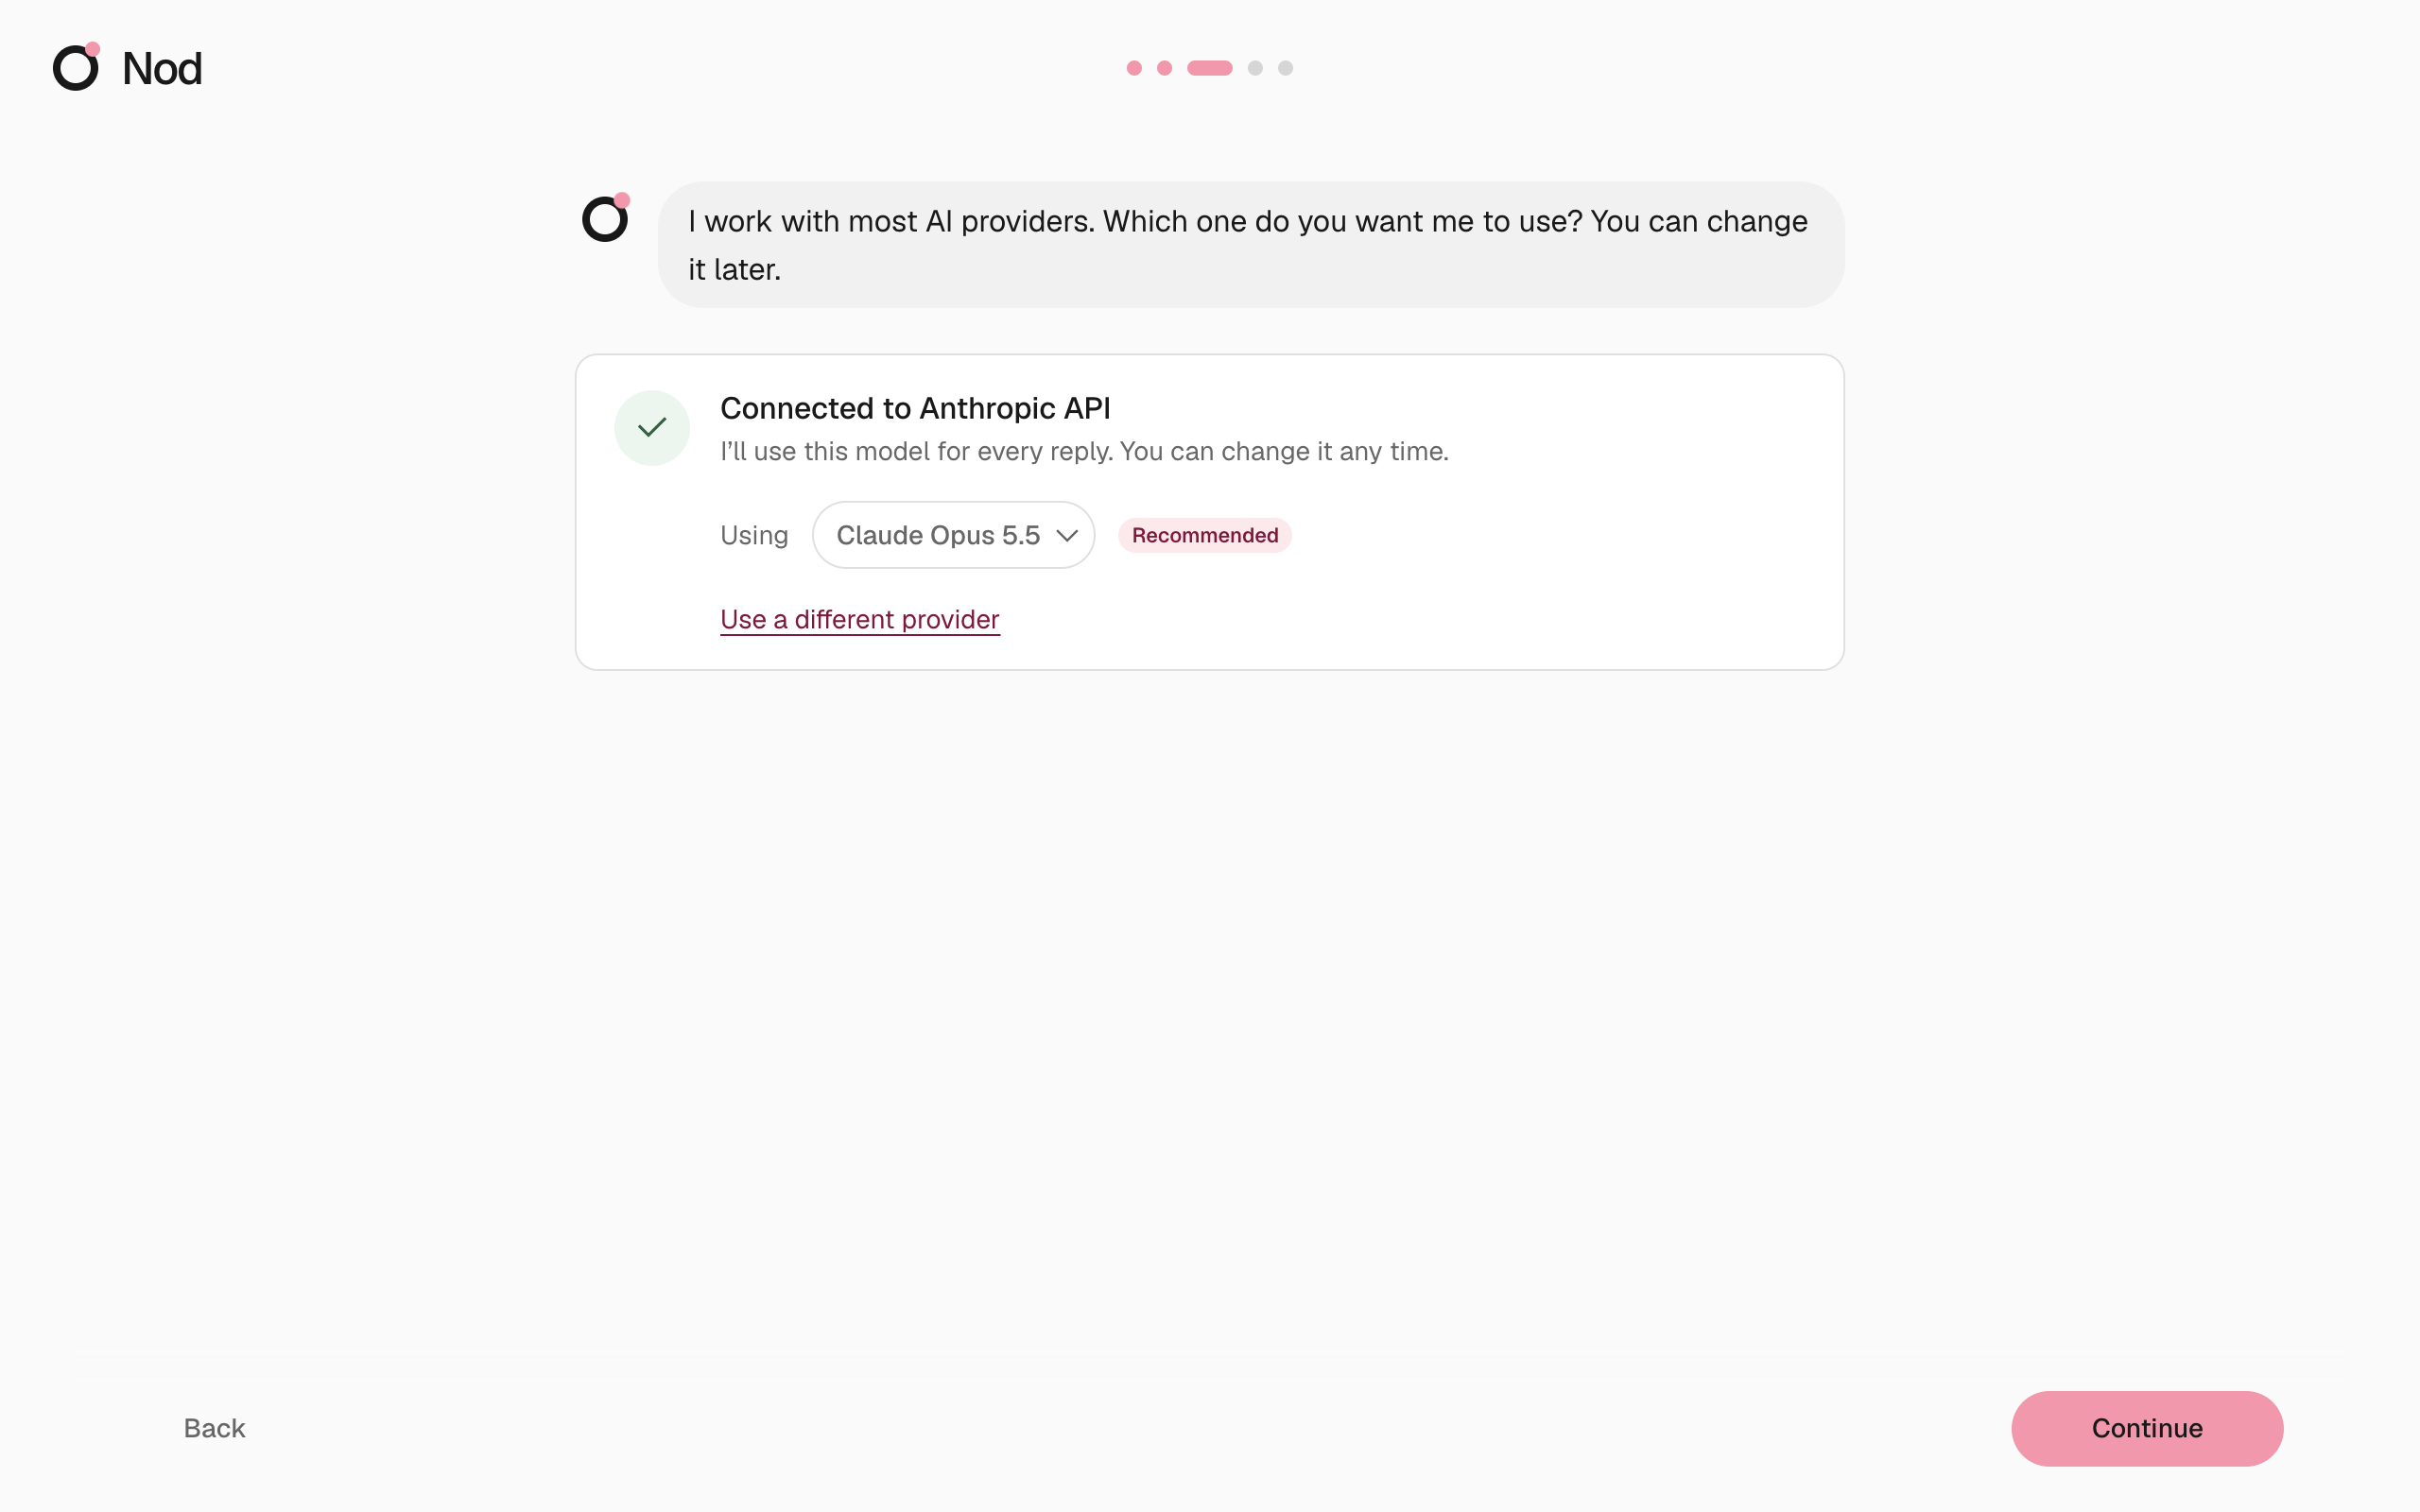 Nod
I work with most AI providers. Which one do you want me to use? You can change
it later.
Connected to Anthropic API
I’ll use this model for every reply. You can change it any time.
Using Claude Opus 5.5 Recommended
Use a different provider
Back Continue